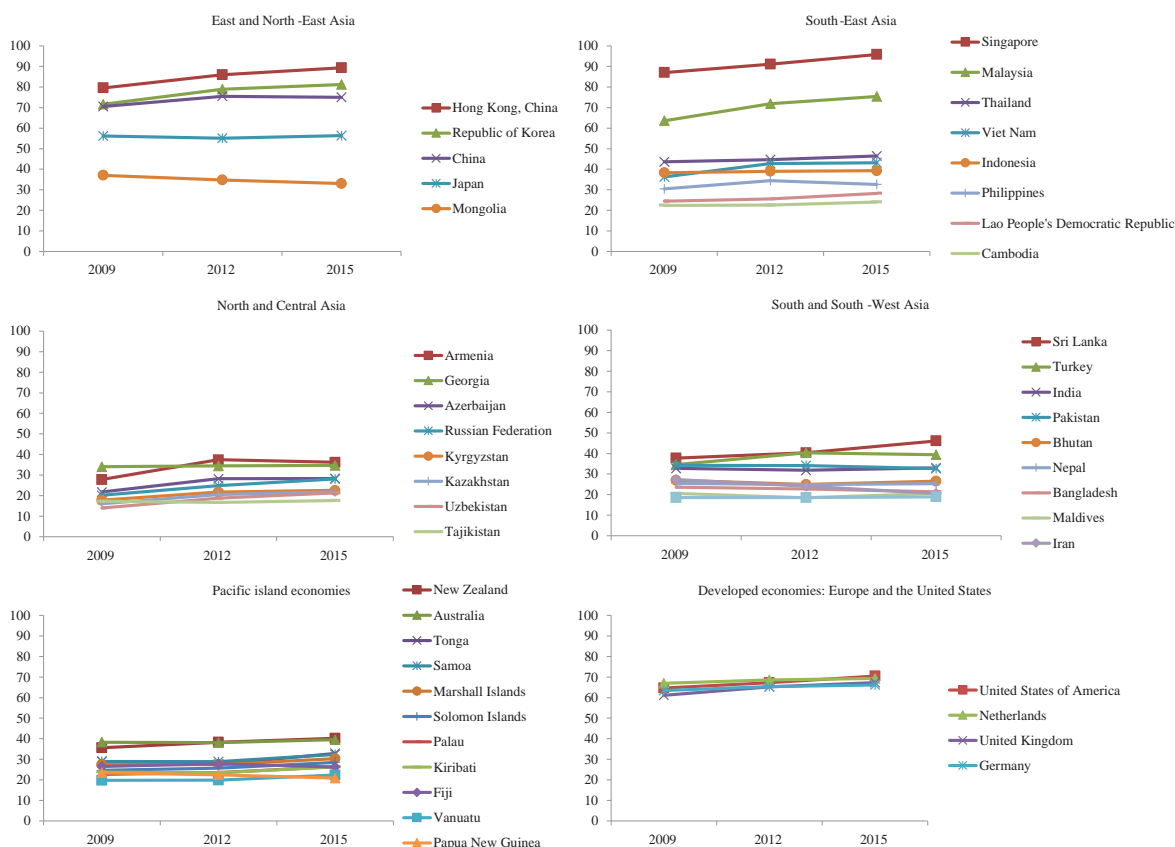 East and North -East Asia
100
90
80
70
60
50
40
30
20
10
0
2009 2012 2015
Hong Kong, China
Republic of Korea
China
Japan
Mongolia
South-East Asia
100
90
80
70
60
50
40
30
20
10
0
2009 2012 2015
Singapore
Malaysia
Thailand
Viet Nam
Indonesia
Philippines
Lao People's Democratic Republic
Cambodia
North and Central Asia
100
90
80
70
60
50
40
30
20
10
0
2009 2012 2015
Armenia
Georgia
Azerbaijan
Russian Federation
Kyrgyzstan
Kazakhstan
Uzbekistan
Tajikistan
South and South -West Asia
100
90
80
70
60
50
40
30
20
10
0
2009 2012 2015
Sri Lanka
Turkey
India
Pakistan
Bhutan
Nepal
Bangladesh
Maldives
Iran
Pacific island economies
100
90
80
70
60
50
40
30
20
10
0
2009 2012 2015
New Zealand
Australia
Tonga
Samoa
Marshall Islands
Solomon Islands
Palau
Kiribati
Fiji
Vanuatu
Papua New Guinea
Developed economies: Europe and the United States
100
90
80
70
60
50
40
30
20
10
0
2009 2012 2015
United States of America
Netherlands
United Kingdom
Germany